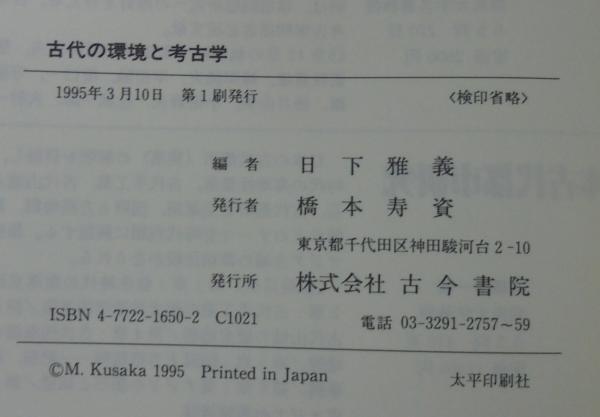 古代の環境と考古学
1995年3月10日 第1刷発行 〈検印省略〉
編者 日下雅義
発行者 橋本寿資
東京都千代田区神田駿河台2-10
発行所 株式会社古今書院
ISBN 4-7722-1650-2 C1021 電話 03-3291-2757～59
©M. Kusaka 1995 Printed in Japan 太平印刷社